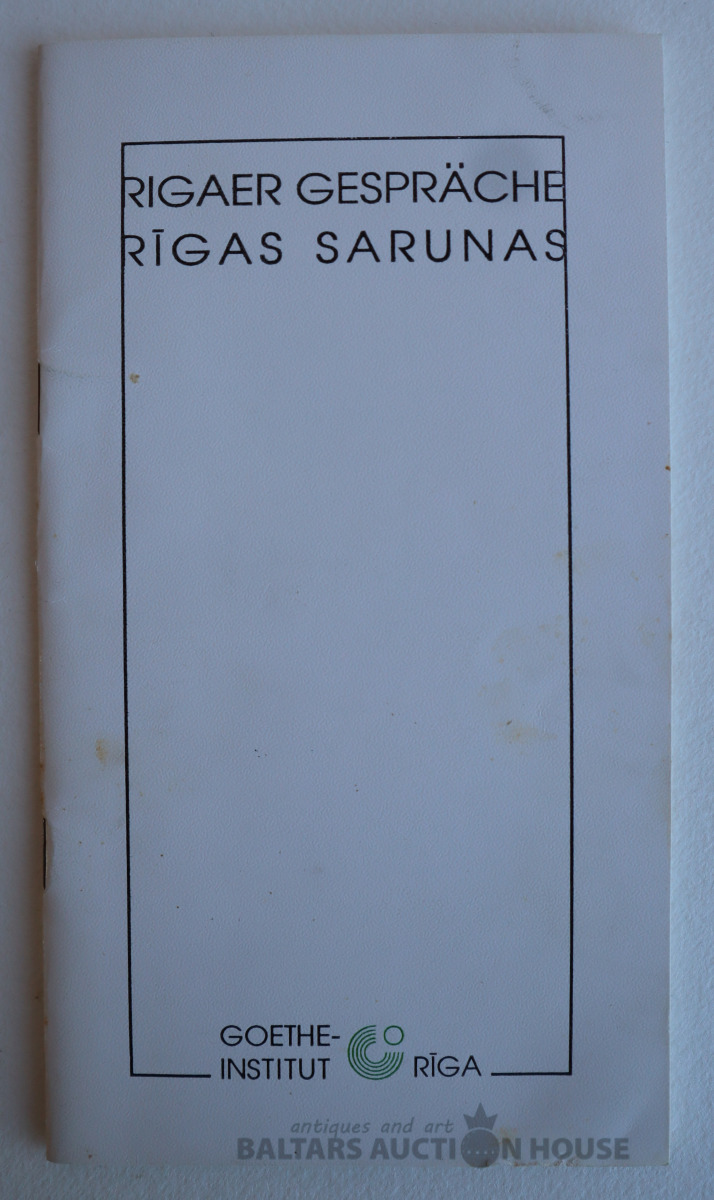 RIGAER GESPRÄCHE
RĪGAS SARUNAS
GOETHE-
INSTITUT RĪGA
antiques and art
BALTARS AUCTION HOUSE